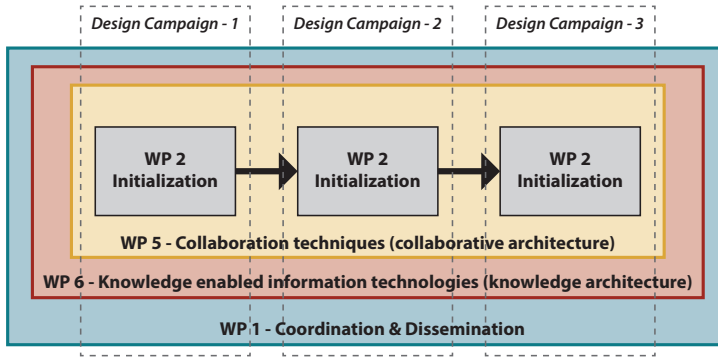 Design Campaign - 1
Design Campaign - 2
Design Campaign - 3
WP 2
Initialization
WP 2
Initialization
WP 2
Initialization
WP 5 - Collaboration techniques (collaborative architecture)
WP 6 - Knowledge enabled information technologies (knowledge architecture)
WP 1 - Coordination & Dissemination